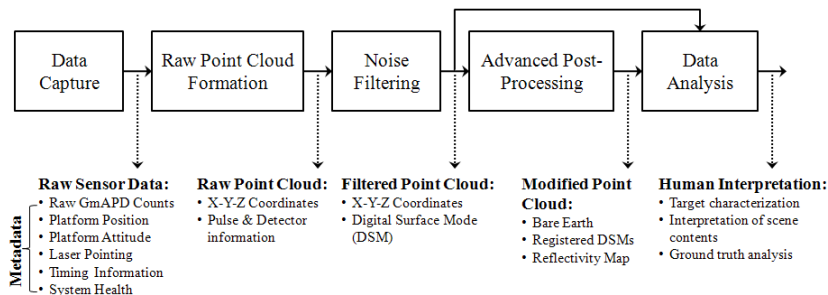 Data
Capture
Raw Point Cloud
Formation
Noise
Filtering
Advanced Post-
Processing
Data
Analysis
Metadata
Raw Sensor Data:
• Raw GmAPD Counts
• Platform Position
• Platform Attitude
• Laser Pointing
• Timing Information
• System Health
Raw Point Cloud:
• X-Y-Z Coordinates
• Pulse & Detector
information
Filtered Point Cloud:
• X-Y-Z Coordinates
• Digital Surface Mode
(DSM)
Modified Point
Cloud:
• Bare Earth
• Registered DSMs
• Reflectivity Map
Human Interpretation:
• Target characterization
• Interpretation of scene
contents
• Ground truth analysis